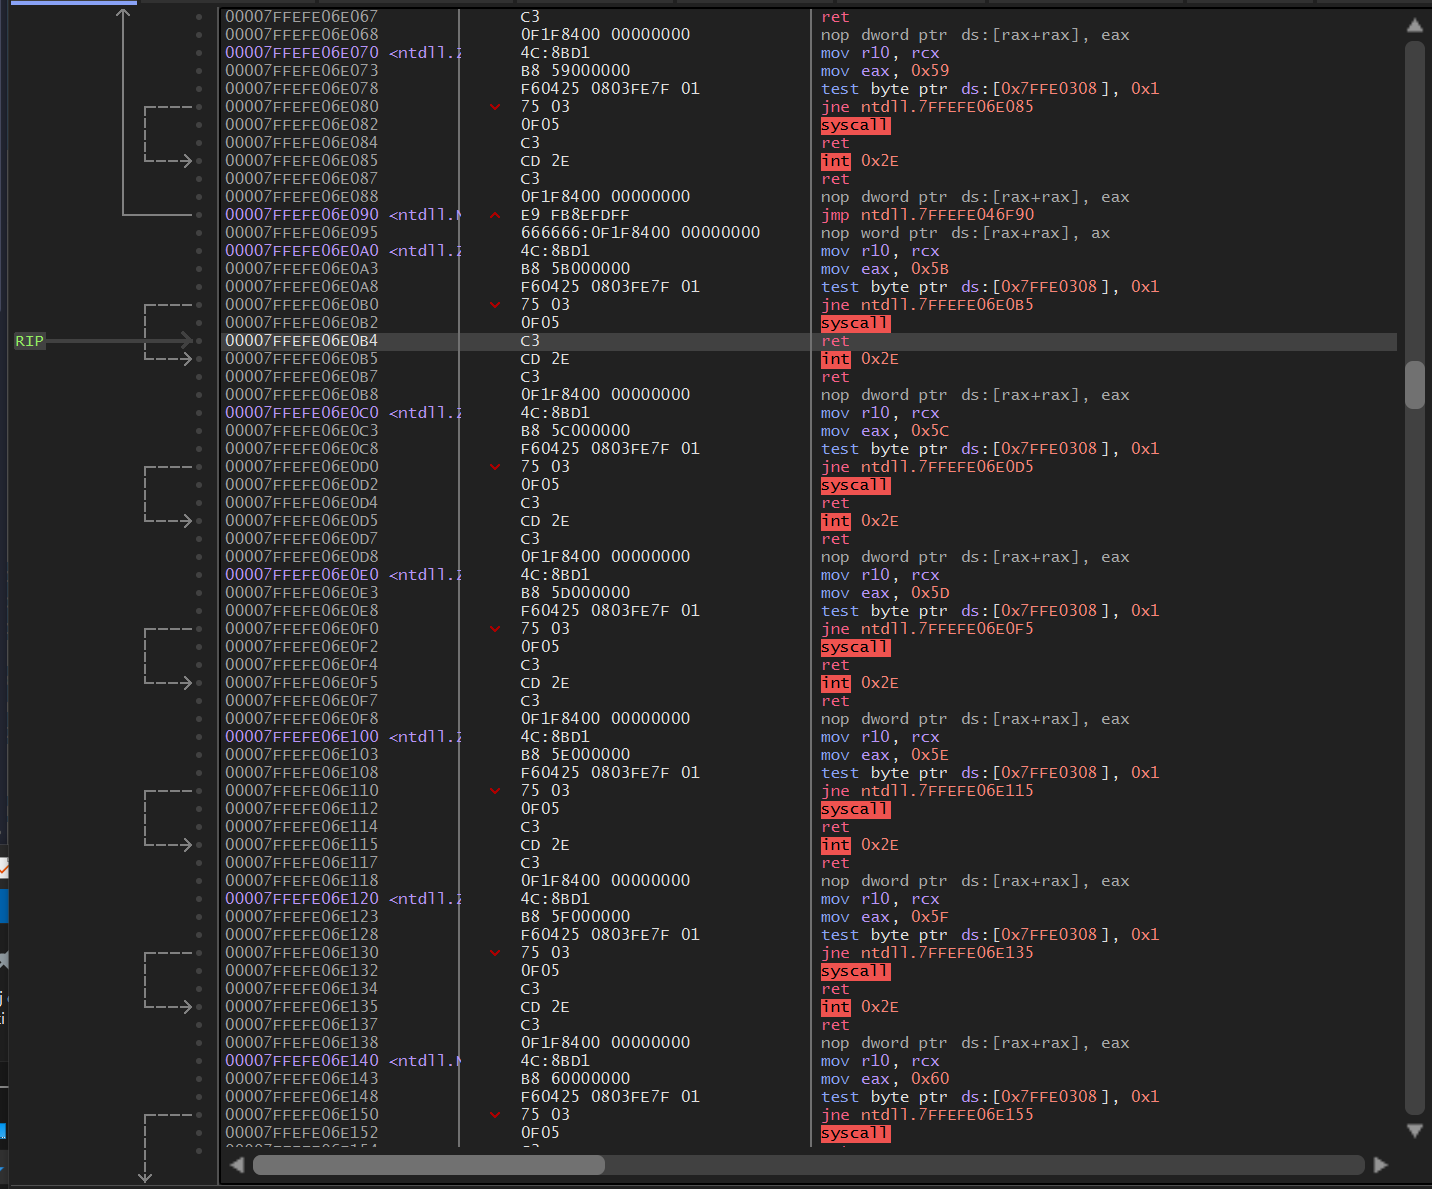 00007FFEFE06E067 C3 ret
00007FFEFE06E068 0F1F8400 00000000 nop dword ptr ds:[rax+rax], eax
00007FFEFE06E070 <ntdll.Z 4C:8BD1 mov r10, rcx
00007FFEFE06E073 B8 59000000 mov eax, 0x59
00007FFEFE06E078 F60425 0803FE7F 01 test byte ptr ds:[0x7FFE0308], 0x1
00007FFEFE06E080 75 03 jne ntdll.7FFEFE06E085
00007FFEFE06E082 0F05 syscall
00007FFEFE06E084 C3 ret
00007FFEFE06E085 CD 2E int 0x2E
00007FFEFE06E087 C3 ret
00007FFEFE06E088 0F1F8400 00000000 nop dword ptr ds:[rax+rax], eax
00007FFEFE06E090 <ntdll.N E9 FB8EFDFF jmp ntdll.7FFEFE046F90
00007FFEFE06E095 666666:0F1F8400 00000000 nop word ptr ds:[rax+rax], ax
00007FFEFE06E0A0 <ntdll.Z 4C:8BD1 mov r10, rcx
00007FFEFE06E0A3 B8 5B000000 mov eax, 0x5B
00007FFEFE06E0A8 F60425 0803FE7F 01 test byte ptr ds:[0x7FFE0308], 0x1
00007FFEFE06E0B0 75 03 jne ntdll.7FFEFE06E0B5
00007FFEFE06E0B2 0F05 syscall
RIP 00007FFEFE06E0B4 C3 ret
00007FFEFE06E0B5 CD 2E int 0x2E
00007FFEFE06E0B7 C3 ret
00007FFEFE06E0B8 0F1F8400 00000000 nop dword ptr ds:[rax+rax], eax
00007FFEFE06E0C0 <ntdll.Z 4C:8BD1 mov r10, rcx
00007FFEFE06E0C3 B8 5C000000 mov eax, 0x5C
00007FFEFE06E0C8 F60425 0803FE7F 01 test byte ptr ds:[0x7FFE0308], 0x1
00007FFEFE06E0D0 75 03 jne ntdll.7FFEFE06E0D5
00007FFEFE06E0D2 0F05 syscall
00007FFEFE06E0D4 C3 ret
00007FFEFE06E0D5 CD 2E int 0x2E
00007FFEFE06E0D7 C3 ret
00007FFEFE06E0D8 0F1F8400 00000000 nop dword ptr ds:[rax+rax], eax
00007FFEFE06E0E0 <ntdll.Z 4C:8BD1 mov r10, rcx
00007FFEFE06E0E3 B8 5D000000 mov eax, 0x5D
00007FFEFE06E0E8 F60425 0803FE7F 01 test byte ptr ds:[0x7FFE0308], 0x1
00007FFEFE06E0F0 75 03 jne ntdll.7FFEFE06E0F5
00007FFEFE06E0F2 0F05 syscall
00007FFEFE06E0F4 C3 ret
00007FFEFE06E0F5 CD 2E int 0x2E
00007FFEFE06E0F7 C3 ret
00007FFEFE06E0F8 0F1F8400 00000000 nop dword ptr ds:[rax+rax], eax
00007FFEFE06E100 <ntdll.Z 4C:8BD1 mov r10, rcx
00007FFEFE06E103 B8 5E000000 mov eax, 0x5E
00007FFEFE06E108 F60425 0803FE7F 01 test byte ptr ds:[0x7FFE0308], 0x1
00007FFEFE06E110 75 03 jne ntdll.7FFEFE06E115
00007FFEFE06E112 0F05 syscall
00007FFEFE06E114 C3 ret
00007FFEFE06E115 CD 2E int 0x2E
00007FFEFE06E117 C3 ret
00007FFEFE06E118 0F1F8400 00000000 nop dword ptr ds:[rax+rax], eax
00007FFEFE06E120 <ntdll.Z 4C:8BD1 mov r10, rcx
00007FFEFE06E123 B8 5F000000 mov eax, 0x5F
00007FFEFE06E128 F60425 0803FE7F 01 test byte ptr ds:[0x7FFE0308], 0x1
00007FFEFE06E130 75 03 jne ntdll.7FFEFE06E135
00007FFEFE06E132 0F05 syscall
00007FFEFE06E134 C3 ret
00007FFEFE06E135 CD 2E int 0x2E
00007FFEFE06E137 C3 ret
00007FFEFE06E138 0F1F8400 00000000 nop dword ptr ds:[rax+rax], eax
00007FFEFE06E140 <ntdll.N 4C:8BD1 mov r10, rcx
00007FFEFE06E143 B8 60000000 mov eax, 0x60
00007FFEFE06E148 F60425 0803FE7F 01 test byte ptr ds:[0x7FFE0308], 0x1
00007FFEFE06E150 75 03 jne ntdll.7FFEFE06E155
00007FFEFE06E152 0F05 syscall